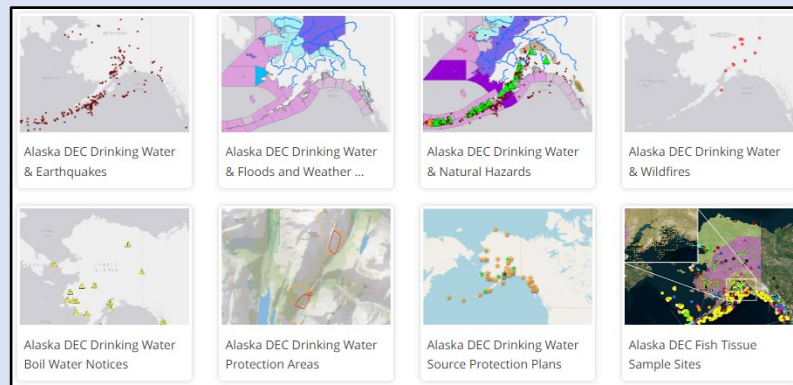 Alaska DEC Drinking Water
& Earthquakes
Alaska DEC Drinking Water
& Floods and Weather ...
Alaska DEC Drinking Water
& Natural Hazards
Alaska DEC Drinking Water
& Wildfires
Alaska DEC Drinking Water
Boil Water Notices
Alaska DEC Drinking Water
Protection Areas
Alaska DEC Drinking Water
Source Protection Plans
Alaska DEC Fish Tissue
Sample Sites